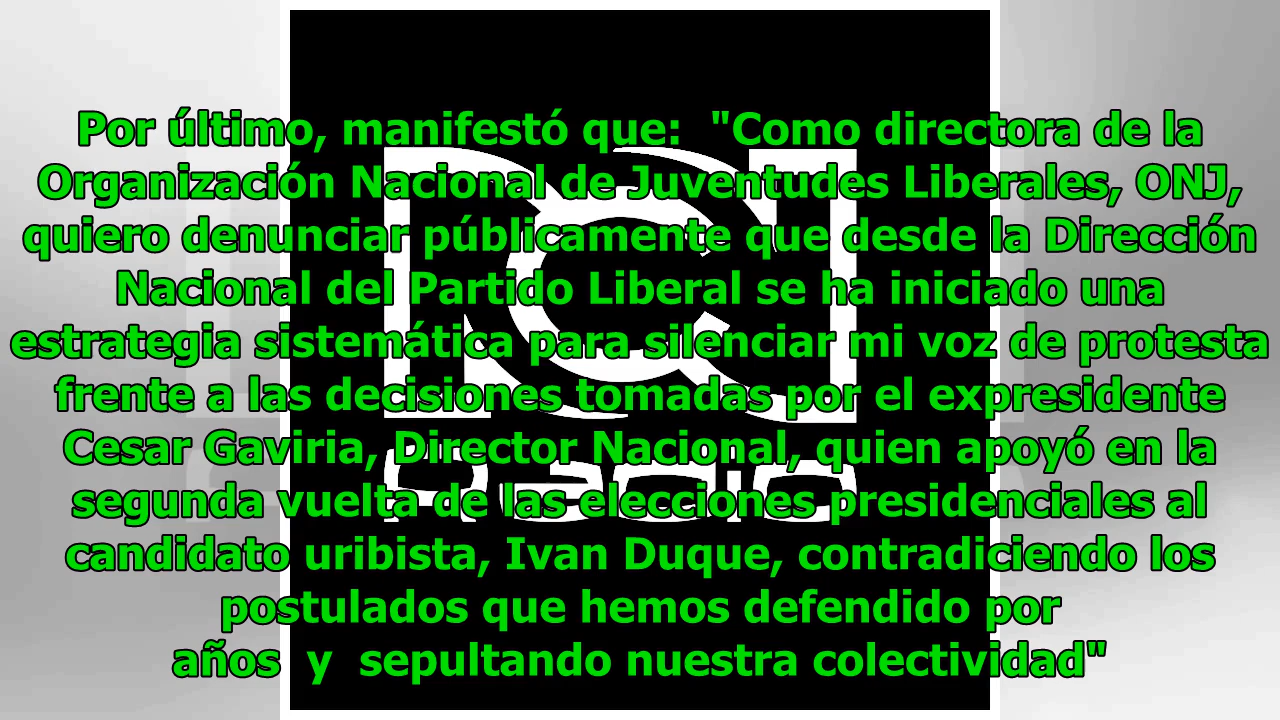 Por último, manifestó que:  "Como directora de la
Organización Nacional de Juventudes Liberales, ONJ,
quiero denunciar públicamente que desde la Dirección
Nacional del Partido Liberal se ha iniciado una
estrategia sistemática para silenciar mi voz de protesta
frente a las decisiones tomadas por el expresidente
Cesar Gaviria, Director Nacional, quien apoyó en la
segunda vuelta de las elecciones presidenciales al
candidato uribista, Ivan Duque, contradiciendo los
postulados que hemos defendido por
años  y  sepultando nuestra colectividad"
RCN
Radio